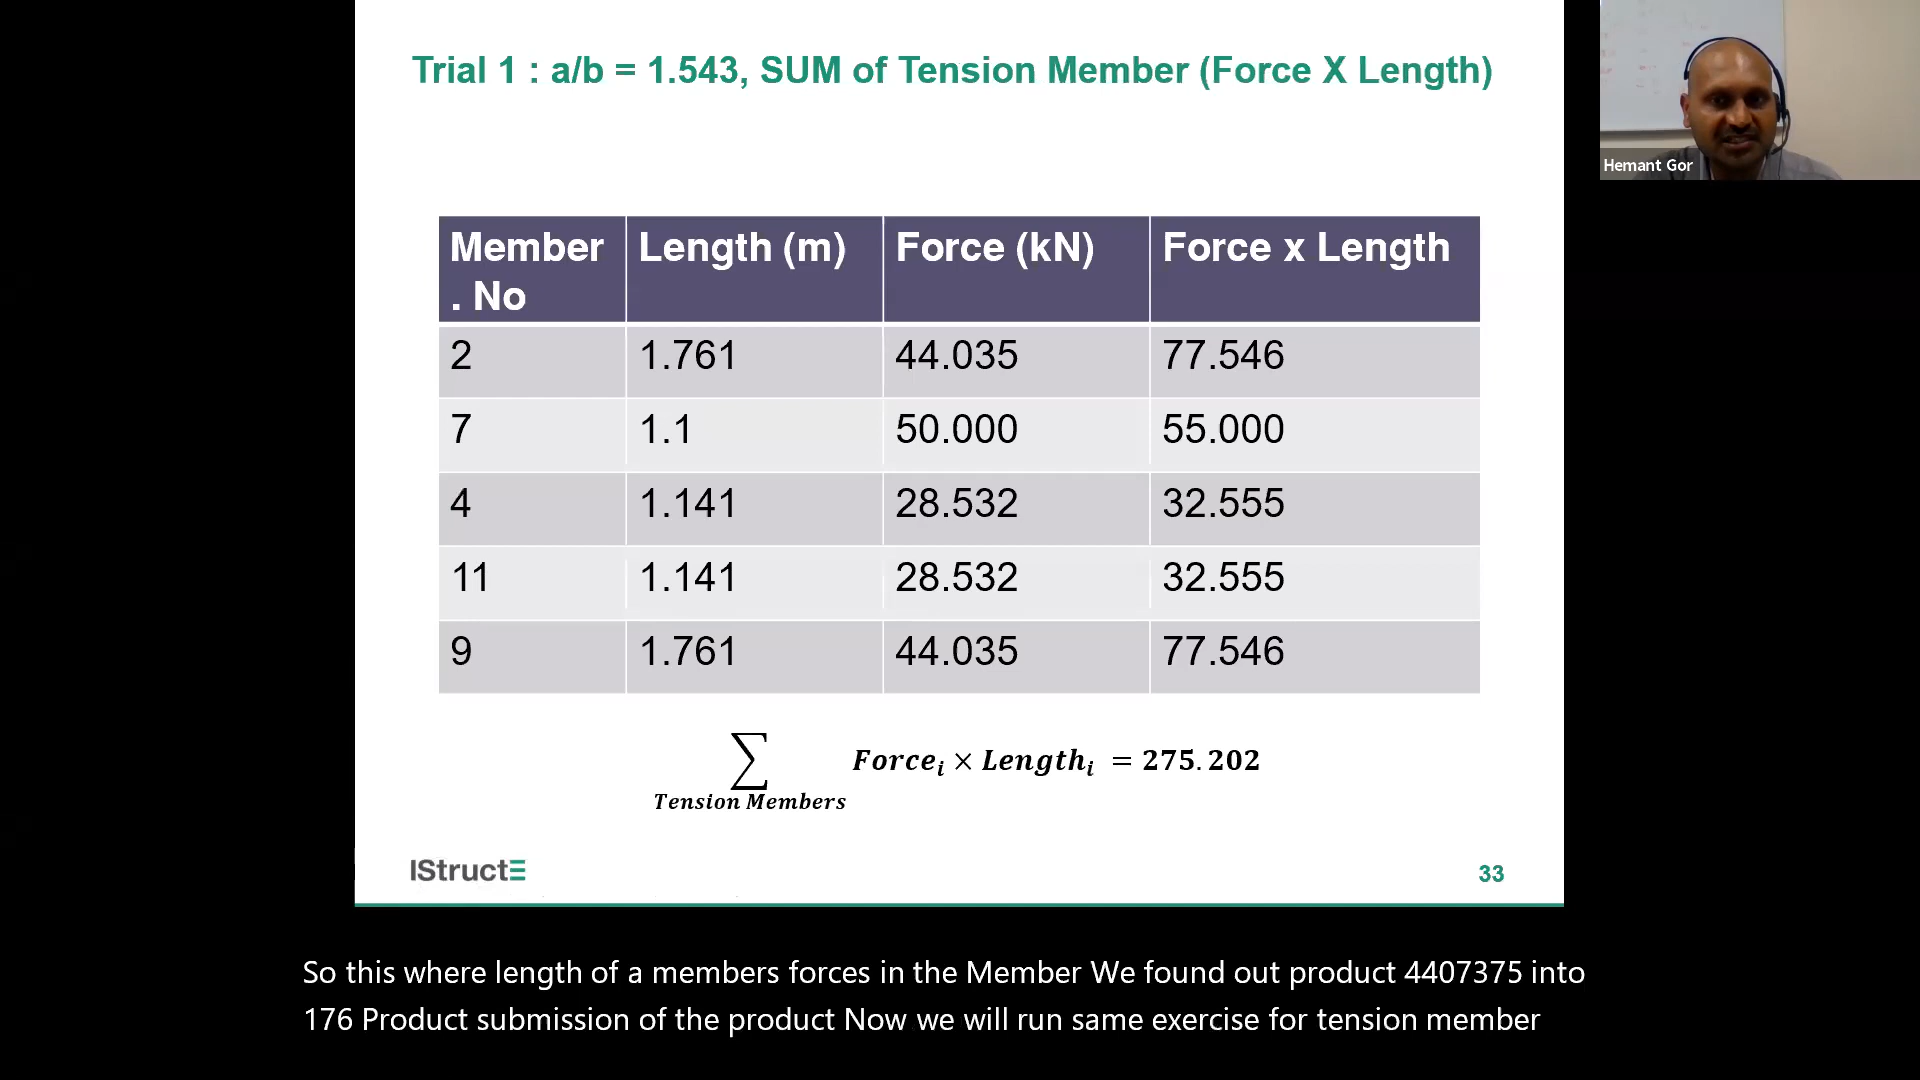 Trial 1 : a/b = 1.543, SUM of Tension Member (Force X Length)
Hemant Gor
Member . No Length (m) Force (kN) Force x Length
2 1.761 44.035 77.546
7 1.1 50.000 55.000
4 1.141 28.532 32.555
11 1.141 28.532 32.555
9 1.761 44.035 77.546
∑ Force_i × Length_i = 275.202
Tension Members
IStructE
33
So this where length of a members forces in the Member We found out product 4407375 into
176 Product submission of the product Now we will run same exercise for tension member